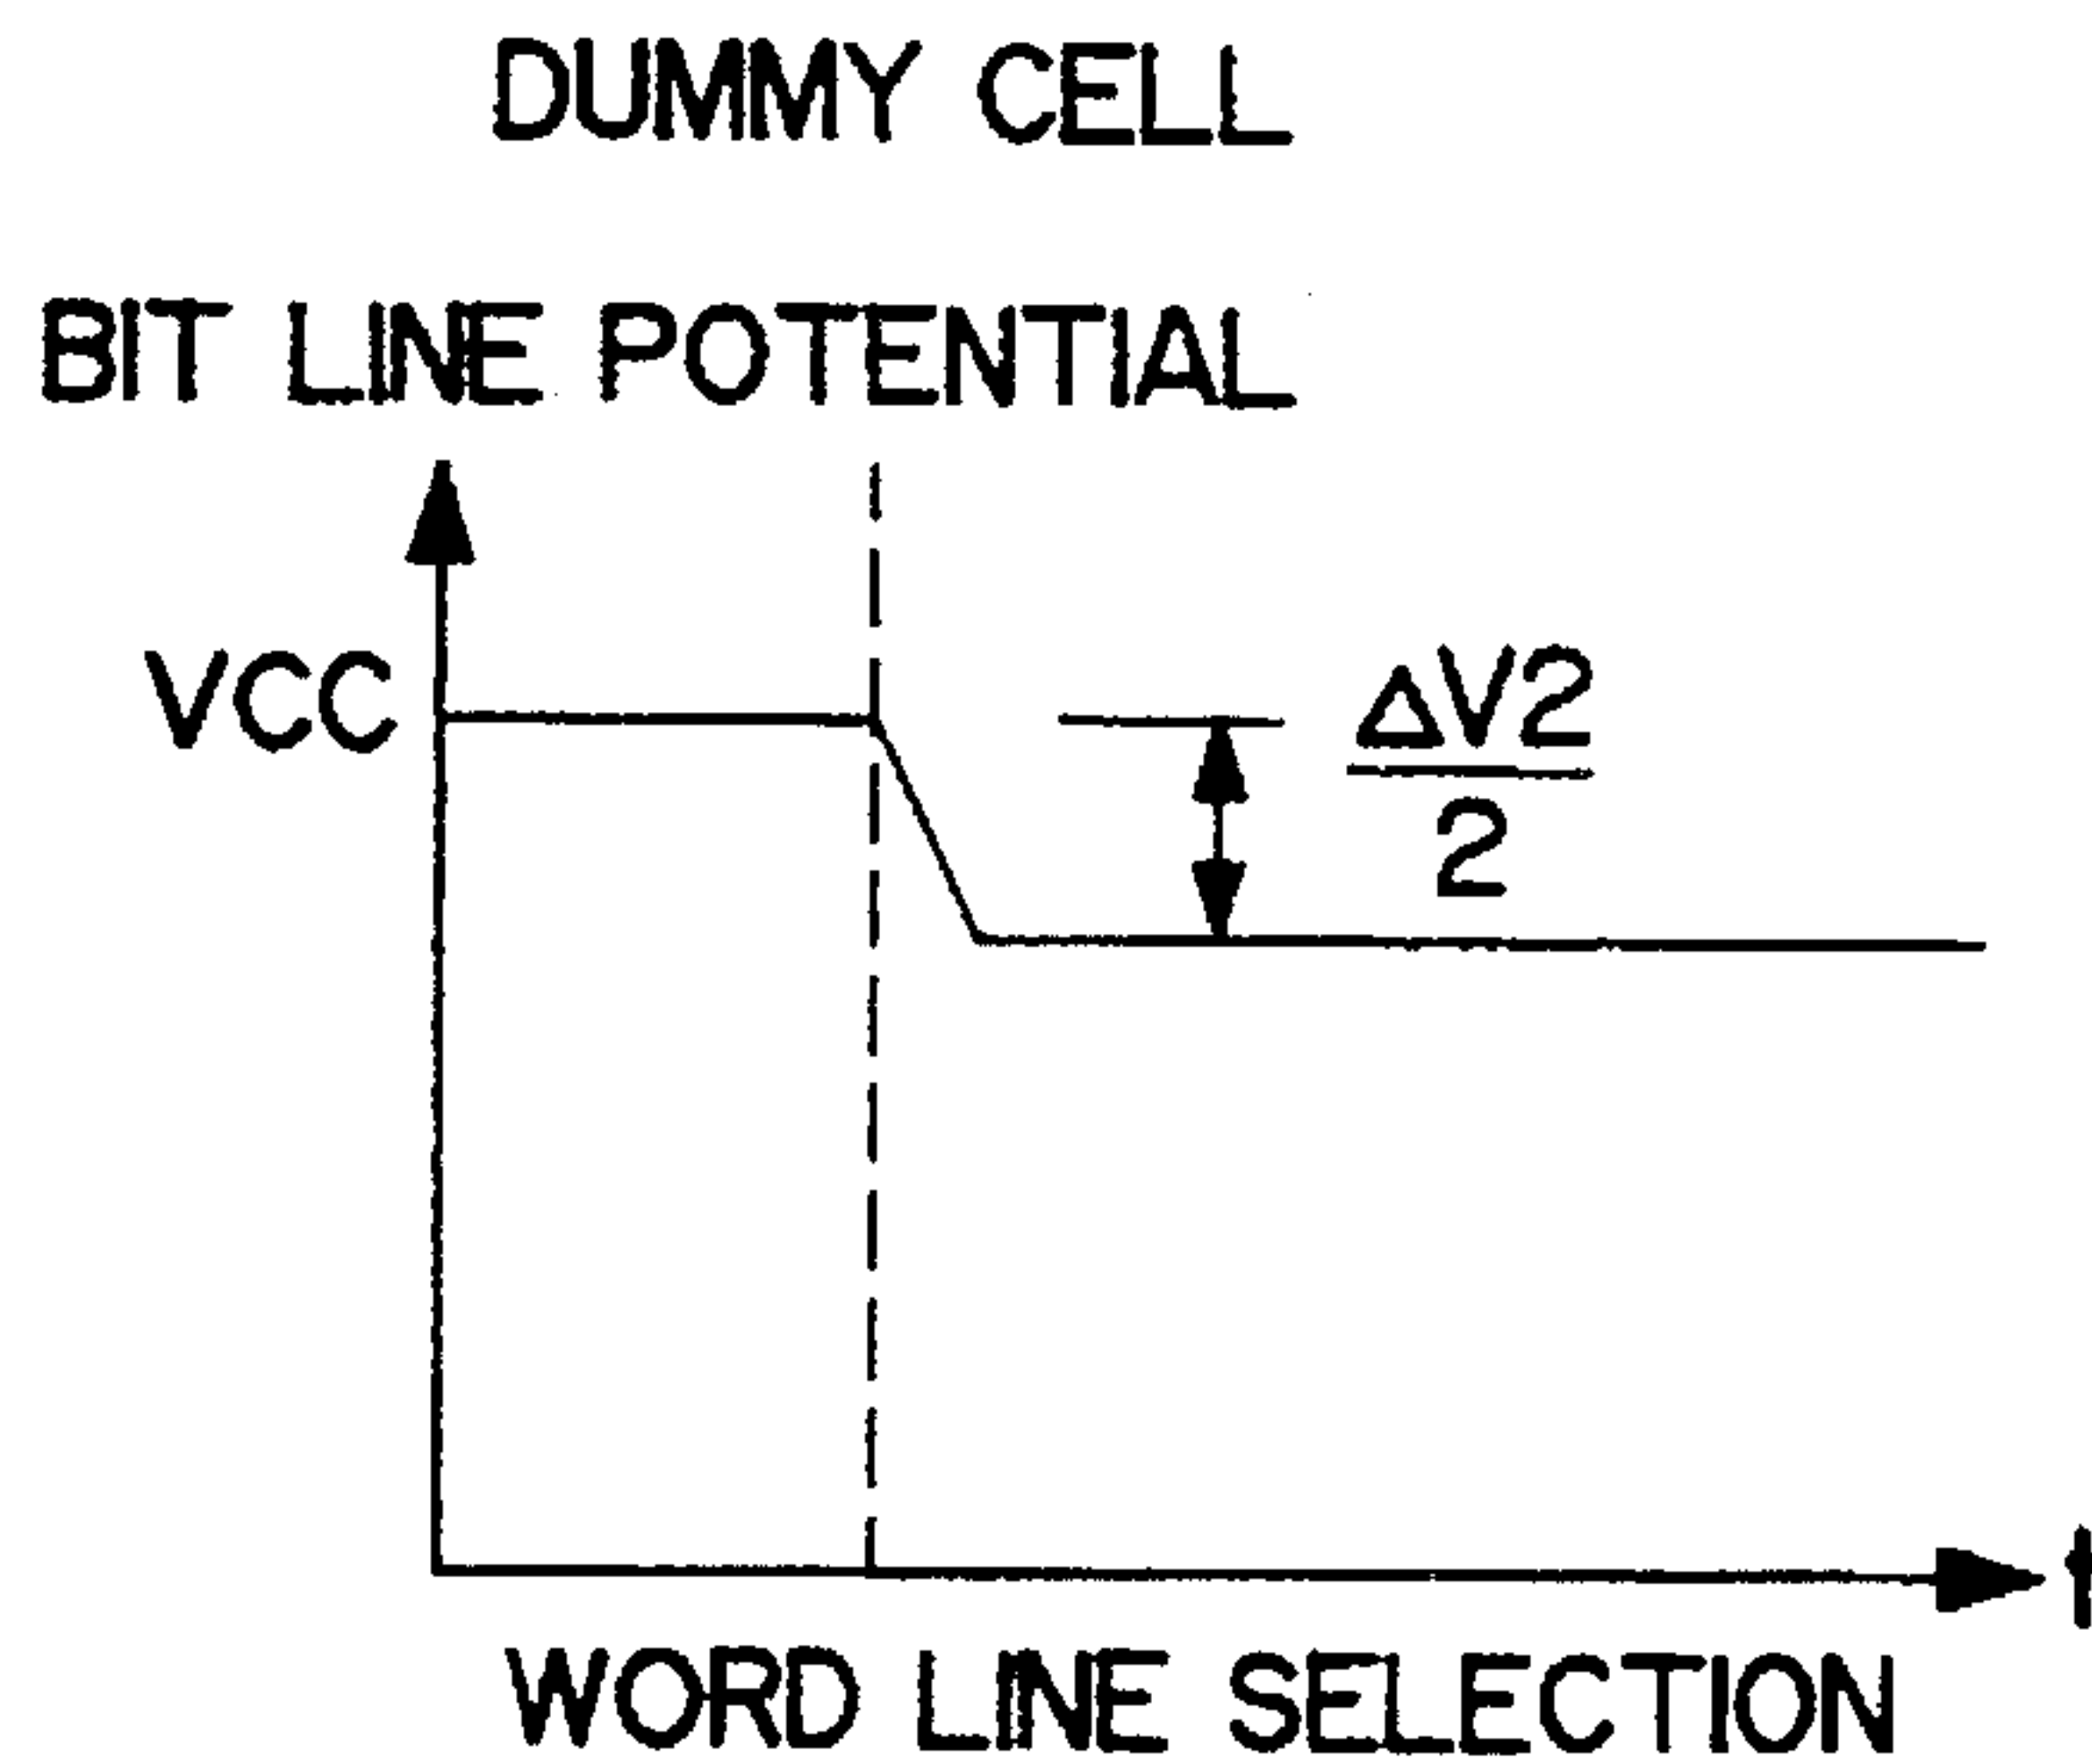 DUMMY CELL
BIT LINE POTENTIAL
VCC
ΔV2
2
t
WORD LINE SELECTION